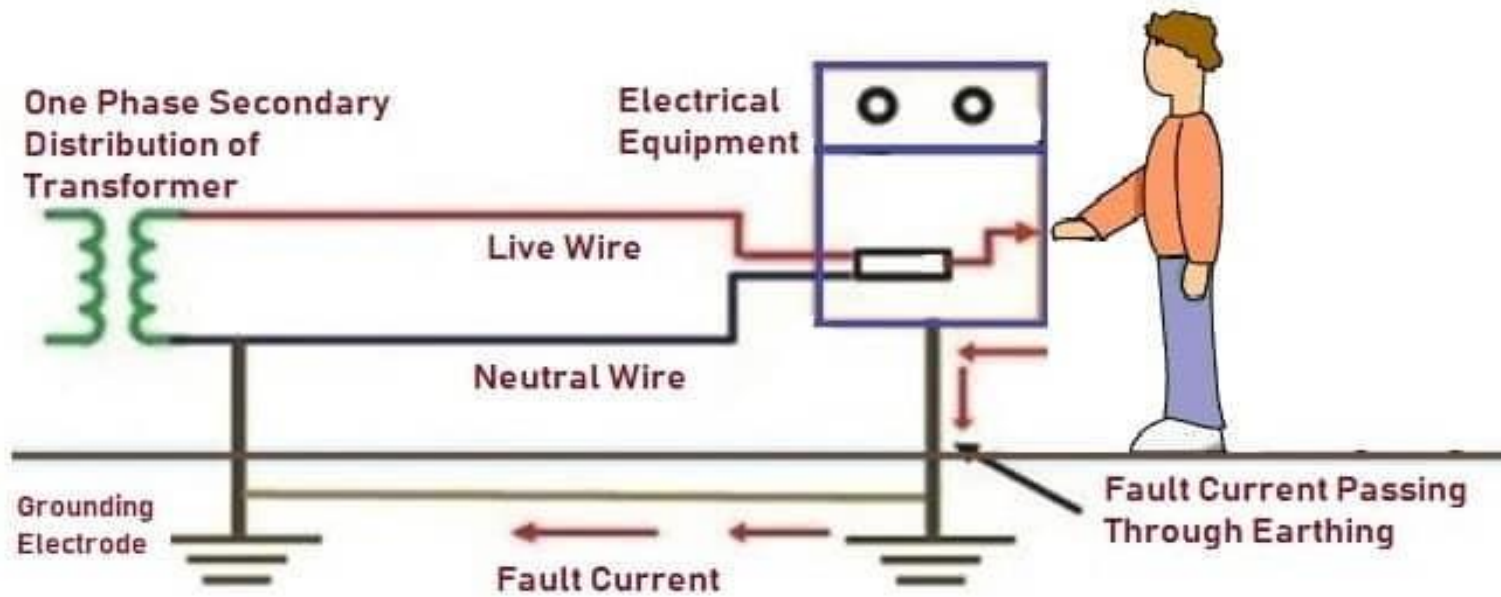 One Phase Secondary
Distribution of
Transformer
Electrical
Equipment
Live Wire
Neutral Wire
Grounding
Electrode
Fault Current
Fault Current Passing
Through Earthing